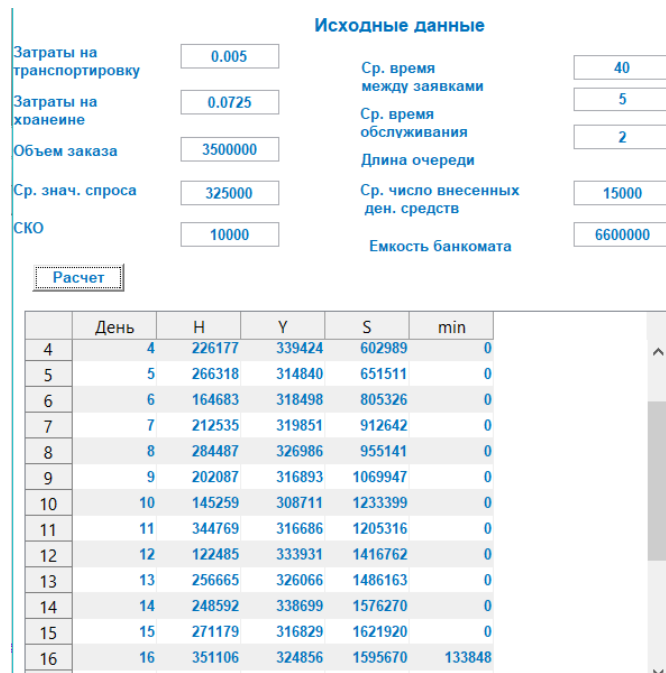 Исходные данные
Затраты на
транспортировку
0.005
Затраты на
хранеине
0.0725
Объем заказа
3500000
Ср. знач. спроса
325000
СКО
10000
Ср. время
между заявками
40
Ср. время
обслуживания
5
Длина очереди
2
Ср. число внесенных
ден. средств
15000
Емкость банкомата
6600000
Расчет
День H Y S min
4 4 226177 339424 602989 0
5 5 266318 314840 651511 0
6 6 164683 318498 805326 0
7 7 212535 319851 912642 0
8 8 284487 326986 955141 0
9 9 202087 316893 1069947 0
10 10 145259 308711 1233399 0
11 11 344769 316686 1205316 0
12 12 122485 333931 1416762 0
13 13 256665 326066 1486163 0
14 14 248592 338699 1576270 0
15 15 271179 316829 1621920 0
16 16 351106 324856 1595670 133848